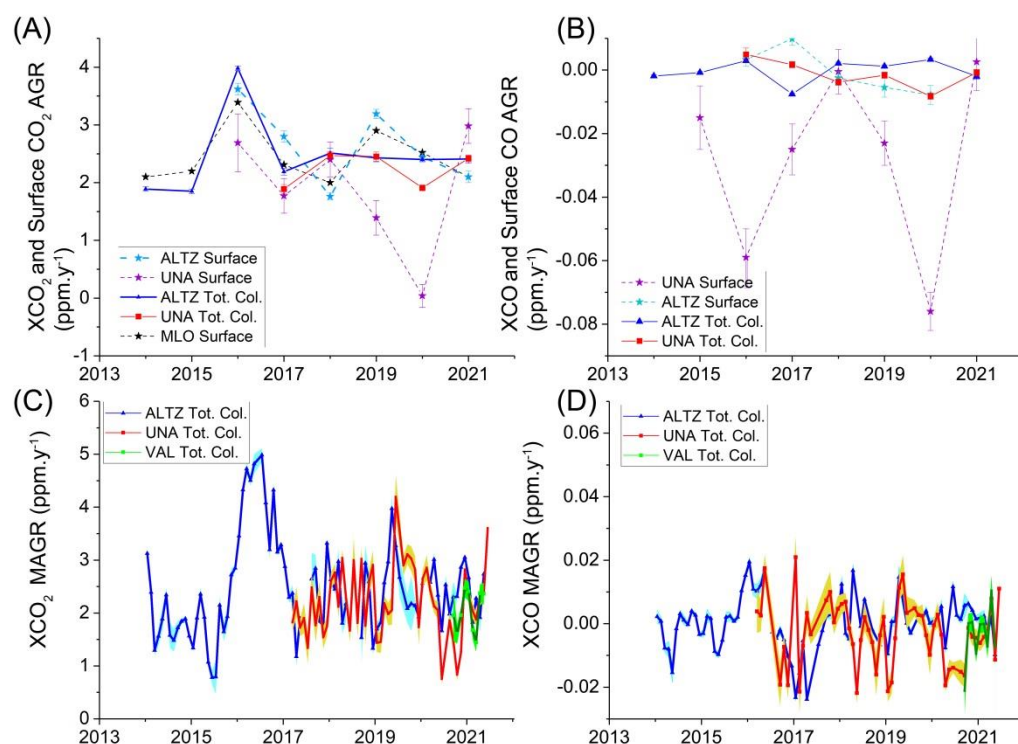 (A)
XCO₂ and Surface CO₂ AGR
(ppm.y⁻¹)
4
3
2
1
0
-1
ALTZ Surface
UNA Surface
ALTZ Tot. Col.
UNA Tot. Col.
MLO Surface
2013 2015 2017 2019 2021
(B)
XCO and Surface CO AGR
(ppm.y⁻¹)
0.00
-0.02
-0.04
-0.06
-0.08
UNA Surface
ALTZ Surface
ALTZ Tot. Col.
UNA Tot. Col.
2013 2015 2017 2019 2021
(C)
XCO₂ MAGR (ppm.y⁻¹)
6
5
4
3
2
1
0
ALTZ Tot. Col.
UNA Tot. Col.
VAL Tot. Col.
2013 2015 2017 2019 2021
(D)
XCO MAGR (ppm.y⁻¹)
0.06
0.04
0.02
0.00
-0.02
ALTZ Tot. Col.
UNA Tot. Col.
VAL Tot. Col.
2013 2015 2017 2019 2021